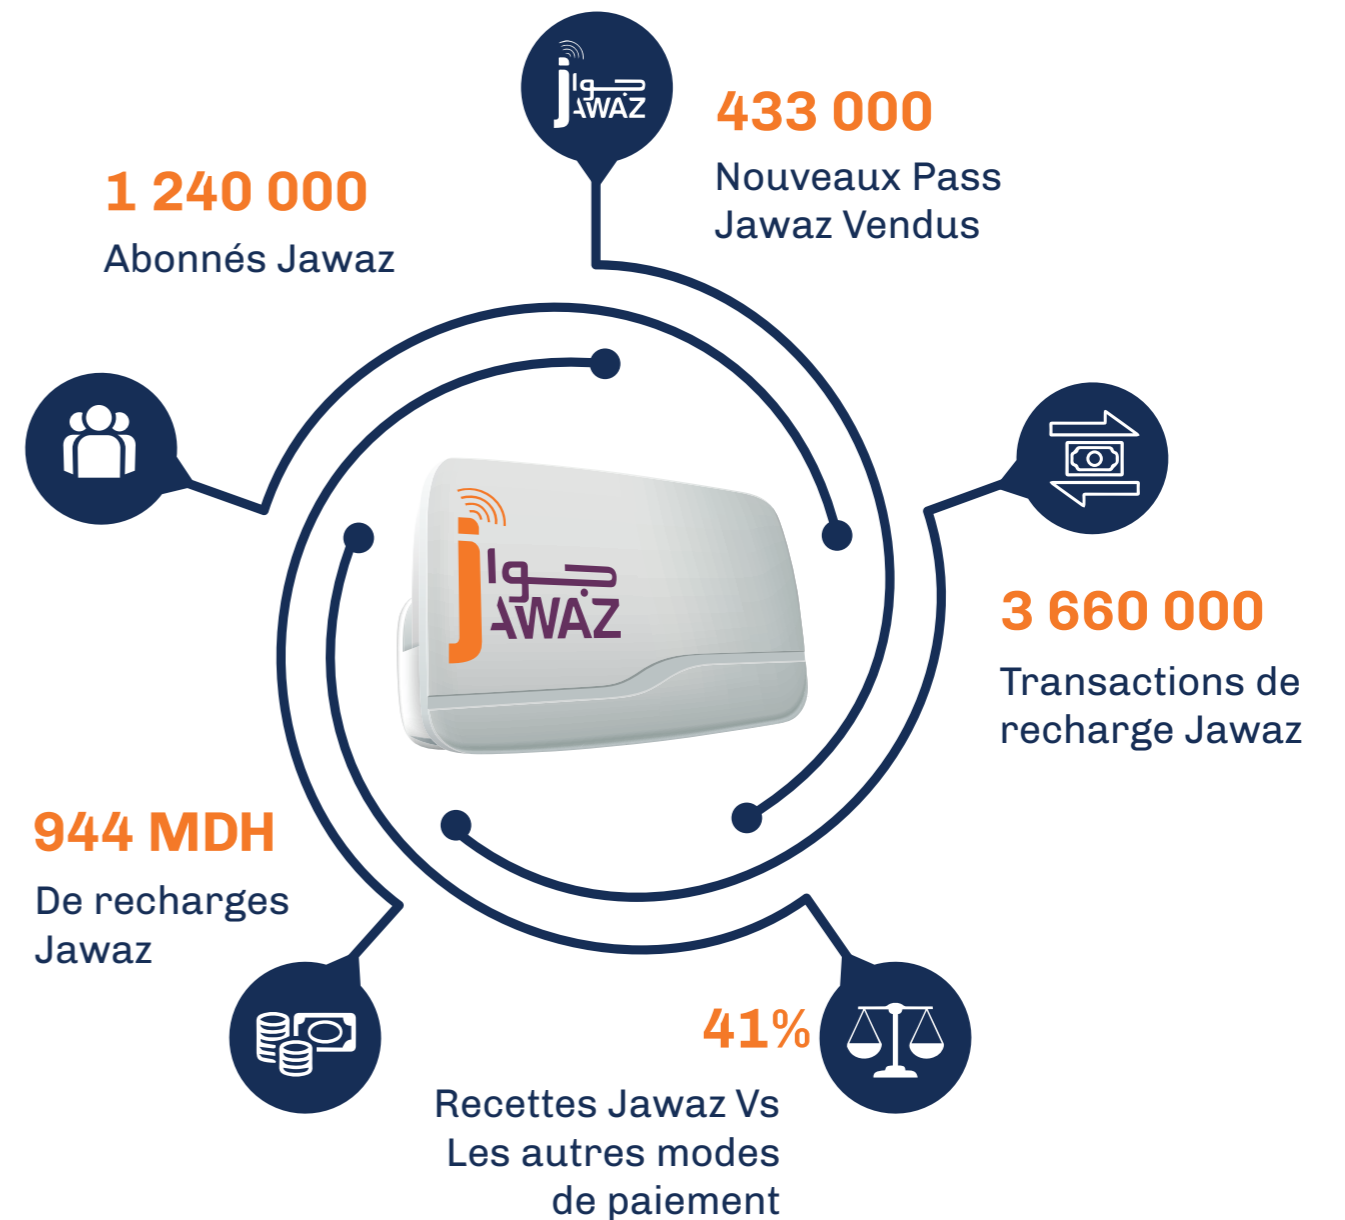 جواز
JAWAZ
433 000
Nouveaux Pass
Jawaz Vendus
1 240 000
Abonnés Jawaz
جواز
JAWAZ
3 660 000
Transactions de
recharge Jawaz
944 MDH
De recharges
Jawaz
41%
Recettes Jawaz Vs
Les autres modes
de paiement